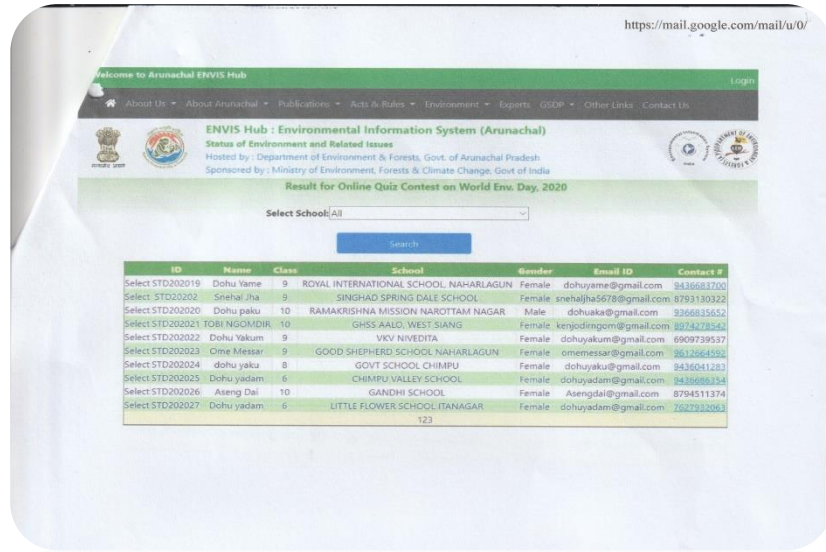 https://mail.google.com/mail/u/0/
Welcome to Arunachal ENVIS Hub
Login
About Us About Arunachal Publications Acts & Rules Environment Experts GSDP Other Links Contact Us
ENVIS Hub : Environmental Information System (Arunachal)
Status of Environment and Related Issues
Hosted by : Department of Environment & Forests, Govt. of Arunachal Pradesh
Sponsored by : Ministry of Environment, Forests & Climate Change, Govt of India
Result for Online Quiz Contest on World Env. Day, 2020
Select School: All
Search
ID Name Class School Gender Email ID Contact #
Select STD202019 Dohu Yame 9 ROYAL INTERNATIONAL SCHOOL, NAHARLAGUN Female dohuyame@gmail.com 9436683700
Select STD20202 Snehal Jha 9 SINGHAD SPRING DALE SCHOOL Female snehaljha5678@gmail.com 8793130322
Select STD202020 Dohu paku 10 RAMAKRISHNA MISSION NAROTTAM NAGAR Male dohuaka@gmail.com 9366835652
Select STD202021 TOBI NGOMDIR 10 GHSS AALO, WEST SIANG Female kenjodirngom@gmail.com 8974278542
Select STD202022 Dohu Yakum 9 VKV NIVEDITA Female dohuyakum@gmail.com 6909739537
Select STD202023 Ome Messar 9 GOOD SHEPHERD SCHOOL NAHARLAGUN Female omemessar@gmail.com 9612664592
Select STD202024 dohu yaku 8 GOVT SCHOOL CHIMPU Female dohuyaku@gmail.com 9436041283
Select STD202025 Dohu yadam 6 CHIMPU VALLEY SCHOOL Female dohuyadam@gmail.com
Select STD202026 Aseng Dai 10 GANDHI SCHOOL Female Asengdai@gmail.com 8794511374
Select STD202027 Dohu yadam 6 LITTLE FLOWER SCHOOL ITANAGAR Female dohuyadam@gmail.com 7627932063
123